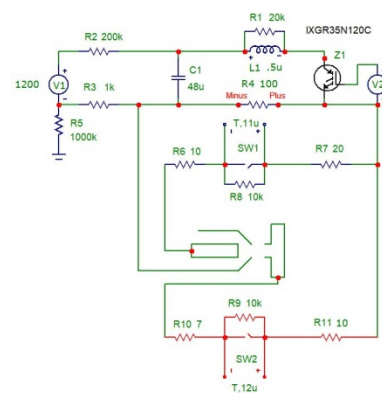 R1 20k
IXGR35N120C
R2 200k
Z1
L1 .5u
1200
V1
C1
48u
R3 1k
R4 100
Minus
Plus
R5
1000k
T,11u
R6 10
SW1
R7 20
R8 10k
R9 10k
R10 7
R11 10
SW2
T,12u